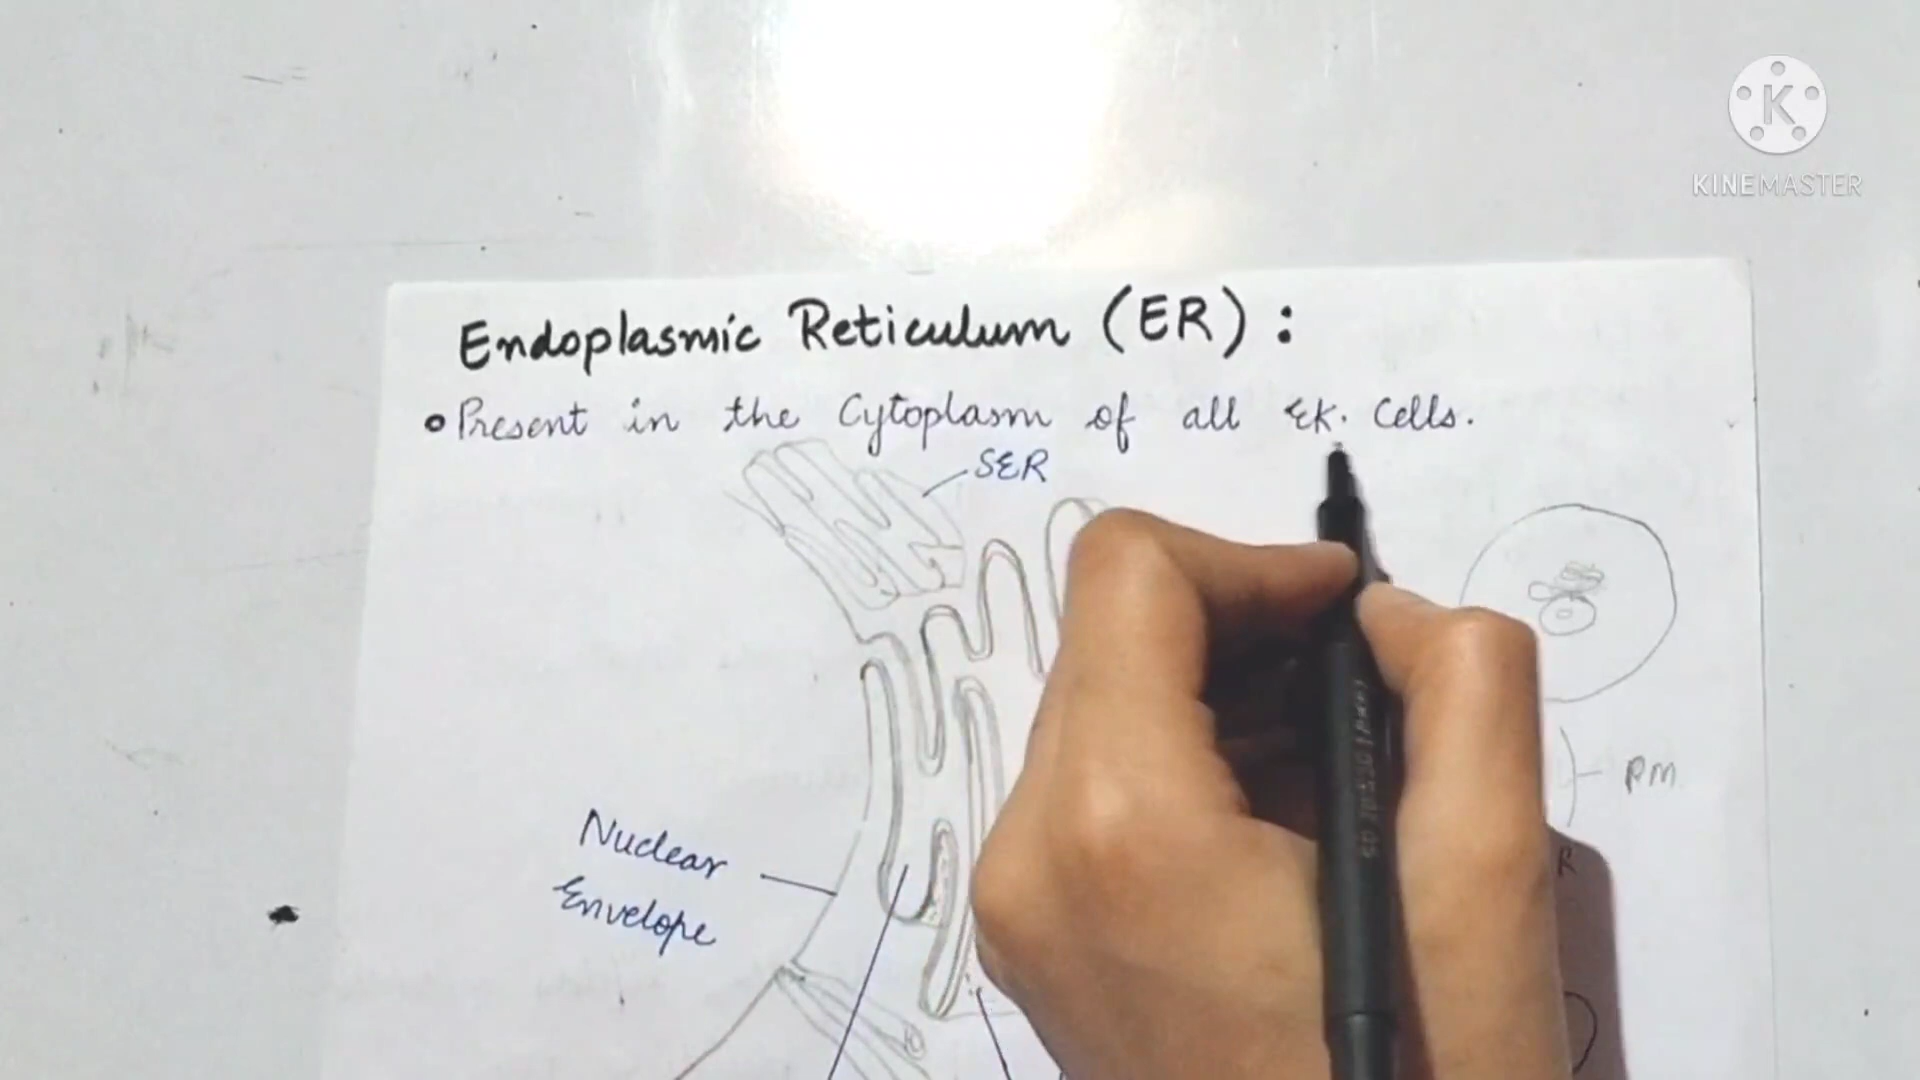 KINEMASTER
Endoplasmic Reticulum (ER) :
• Present in the Cytoplasm of all EK. Cells.
SER
PM
Nuclear
Envelope
R